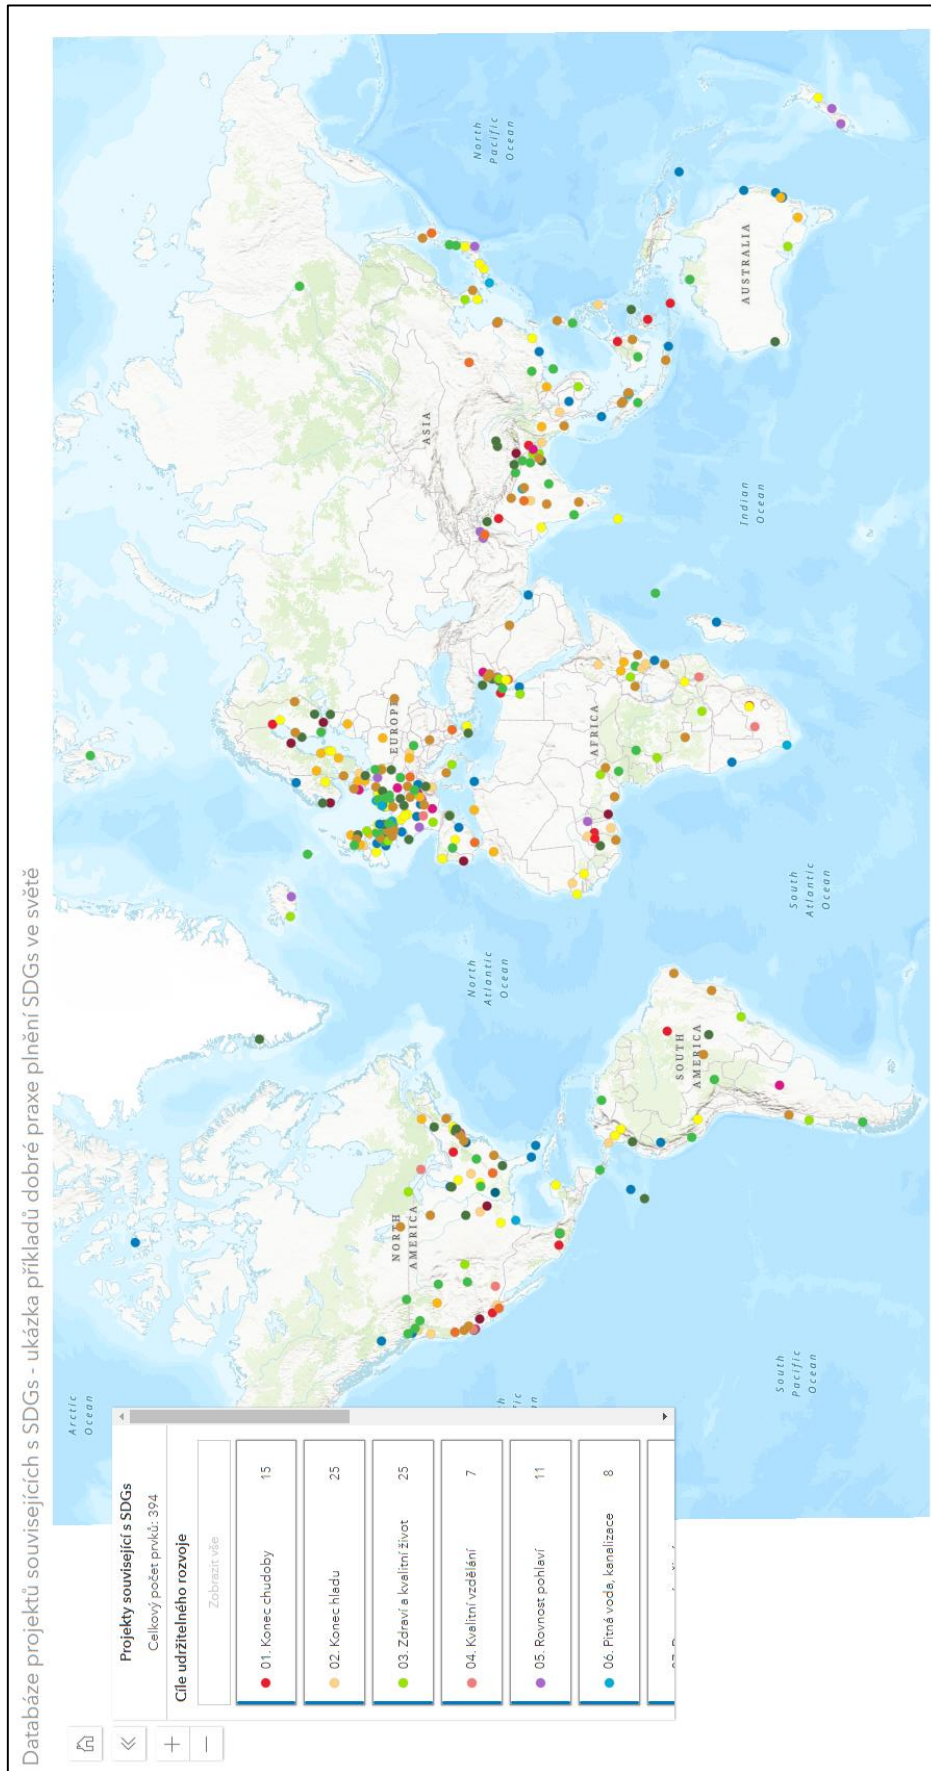 Databáze projektů souvisejících s SDGs - ukázka příkladů dobré praxe plnění SDGs ve světě
Projekty související s SDGs
Celkový počet prvků: 394
Cíle udržitelného rozvoje
Zobrazit vše
01. Konec chudoby 15
02. Konec hladu 25
03. Zdraví a kvalitní život 25
04. Kvalitní vzdělání 7
05. Rovnost pohlaví 11
06. Pitná voda, kanalizace 8
Arctic
Ocean
NORTH
AMERICA
North
Atlantic
Ocean
EUROPE
ASIA
North
Pacific
Ocean
AFRICA
SOUTH
AMERICA
South
Pacific
Ocean
South
Atlantic
Ocean
Indian
Ocean
AUSTRALIA